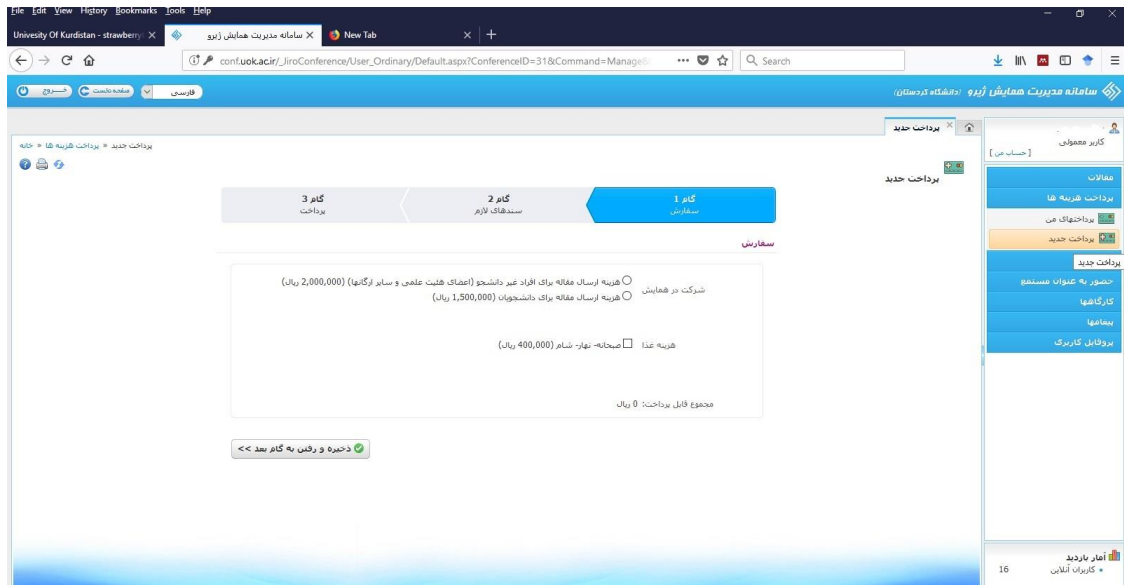 File Edit View History Bookmarks Tools Help
Univesity Of Kurdistan - strawberry
سامانه مدیریت همایش ژیرو
New Tab
conf.uok.ac.ir/_JiroConference/User_Ordinary/Default.aspx?ConferenceID=31&Command=Manage
Search
سامانه مدیریت همایش ژیرو (دانشگاه کردستان)
فارسی
صفحه نخست
خـــروج
پرداخت جدید
کاربر معمولی
[ حساب من ]
خانه » پرداخت هزینه ها » پرداخت جدید
پرداخت جدید
مقالات
پرداخت هزینه ها
پرداختهای من
پرداخت جدید
پرداخت جدید
حضور به عنوان مستمع
کارگاهها
پیغامها
پروفایل کاربری
گام 1
سفارش
گام 2
سندهای لازم
گام 3
پرداخت
سفارش
شرکت در همایش
هزینه ارسال مقاله برای افراد غیر دانشجو (اعضای هئیت علمی و سایر ارگانها) (2,000,000 ریال)
هزینه ارسال مقاله برای دانشجویان (1,500,000 ریال)
هزینه غذا صبحانه- نهار- شام (400,000 ریال)
مجموع قابل پرداخت: 0 ریال
ذخیره و رفتن به گام بعد >>
آمار بازدید
کاربران آنلاین 16